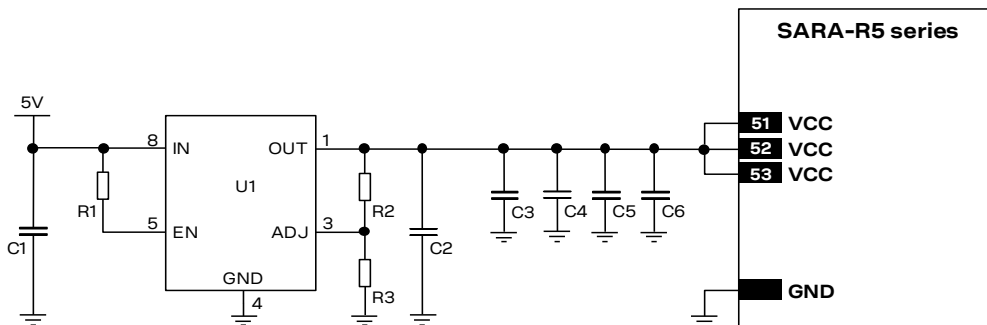 SARA-R5 series
5V
8 IN
OUT 1
51 VCC
52 VCC
53 VCC
U1
R1
R2
C3
C4
C5
C6
5 EN
ADJ 3
C1
C2
GND
4
R3
GND